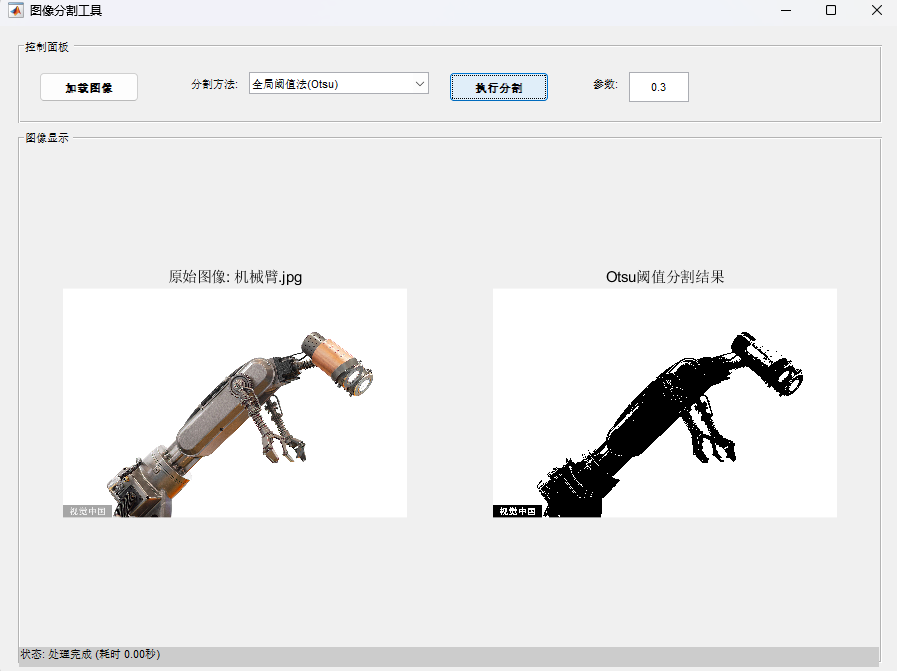 图像分割工具
控制面板
加载图像
分割方法:
全局阈值法(Otsu)
执行分割
参数:
0.3
图像显示
原始图像: 机械臂.jpg
Otsu阈值分割结果
视觉中国
视觉中国
状态: 处理完成 (耗时 0.00秒)